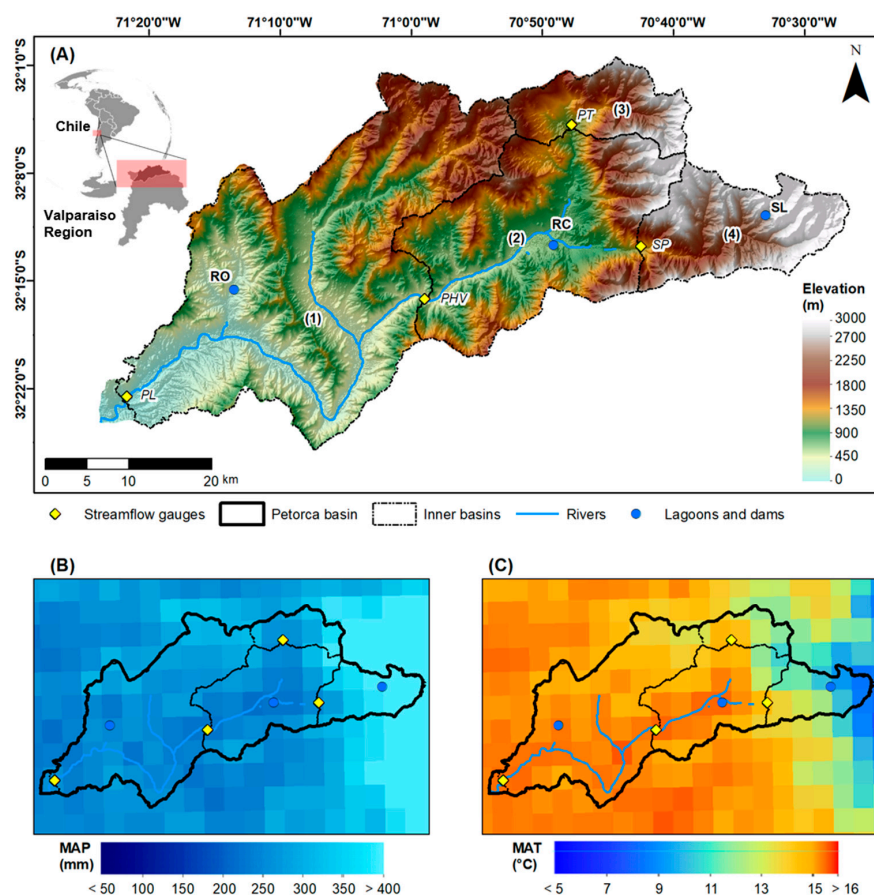 71°20'0"W 71°10'0"W 71°0'0"W 70°50'0"W 70°40'0"W 70°30'0"W
(A)
N
32°1'0"S
32°8'0"S
32°15'0"S
32°22'0"S
Chile
Valparaiso
Region
PT
(3)
SL
RC
(2)
SP
(4)
RO
PHV
(1)
PL
Elevation
(m)
3000
2700
2250
1800
1350
900
450
0
0 5 10 20 km
Streamflow gauges Petorca basin Inner basins Rivers Lagoons and dams
(B)
(C)
MAP
(mm)
< 50 100 150 200 250 300 350 > 400
MAT
(°C)
< 5 7 9 11 13 15 > 16